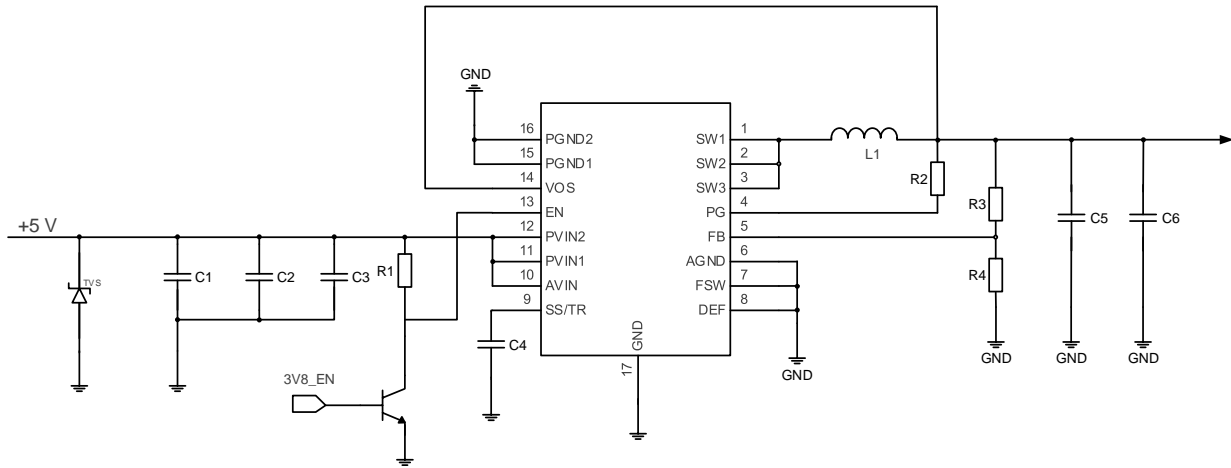 GND
16
PGND2
15
PGND1
14
VOS
13
EN
12
PVIN2
11
PVIN1
10
AVIN
9
SS/TR
1
SW1
2
SW2
3
SW3
4
PG
5
FB
6
AGND
7
FSW
8
DEF
GND
17
L1
R2
R3
R4
C5
C6
GND
GND
GND
GND
+5 V
TVS
C1
C2
C3
R1
C4
3V8_EN